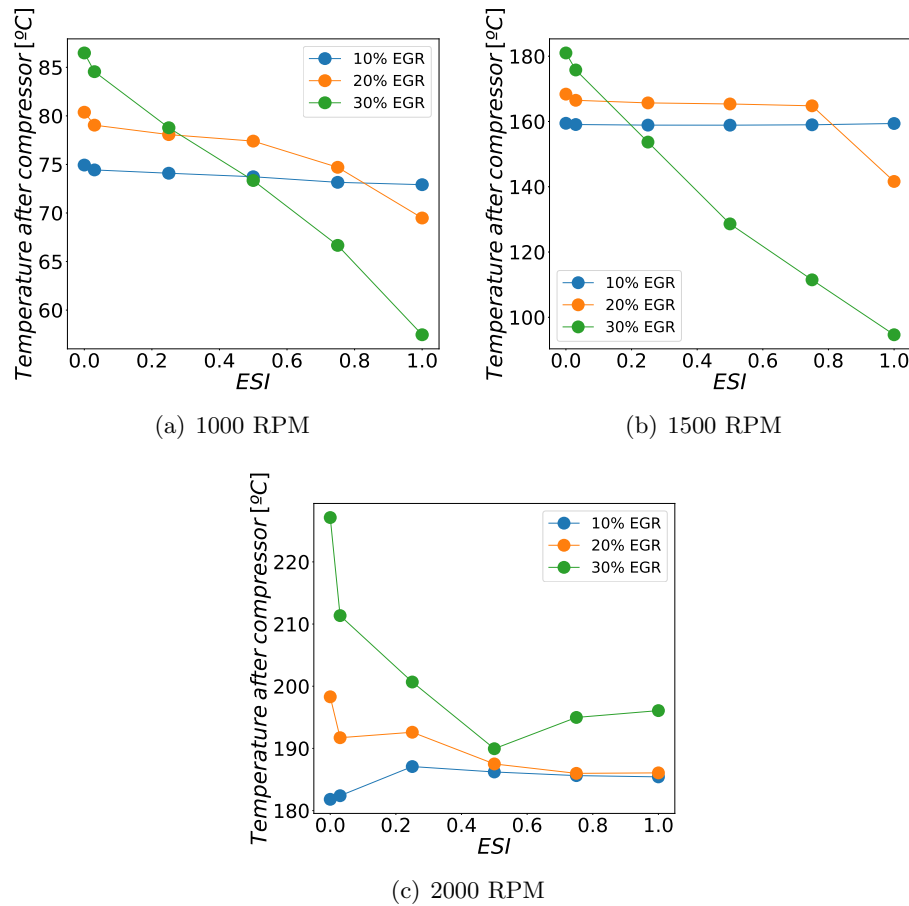 Temperature after compressor [ºC]
85
80
75
70
65
60
10% EGR
20% EGR
30% EGR
0.0 0.2 0.4 0.6 0.8 1.0
ESI
(a) 1000 RPM
Temperature after compressor [ºC]
180
160
140
120
100
10% EGR
20% EGR
30% EGR
0.0 0.2 0.4 0.6 0.8 1.0
ESI
(b) 1500 RPM
Temperature after compressor [ºC]
220
210
200
190
180
10% EGR
20% EGR
30% EGR
0.0 0.2 0.4 0.6 0.8 1.0
ESI
(c) 2000 RPM